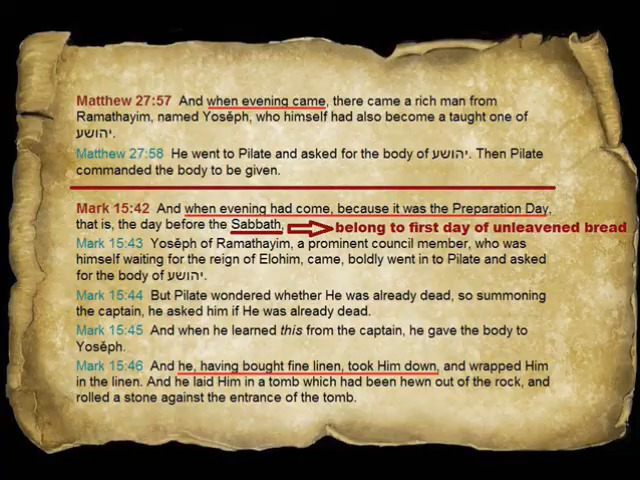 Matthew 27:57 And when evening came, there came a rich man from
Ramathayim, named Yosĕph, who himself had also become a taught one of
יהושע.
Matthew 27:58 He went to Pilate and asked for the body of יהושע. Then Pilate
commanded the body to be given.
Mark 15:42 And when evening had come, because it was the Preparation Day,
that is, the day before the Sabbath, belong to first day of unleavened bread
Mark 15:43 Yosĕph of Ramathayim, a prominent council member, who was
himself waiting for the reign of Elohim, came, boldly went in to Pilate and asked
for the body of יהושע.
Mark 15:44 But Pilate wondered whether He was already dead, so summoning
the captain, he asked him if He was already dead.
Mark 15:45 And when he learned this from the captain, he gave the body to
Yosĕph.
Mark 15:46 And he, having bought fine linen, took Him down, and wrapped Him
in the linen. And he laid Him in a tomb which had been hewn out of the rock, and
rolled a stone against the entrance of the tomb.